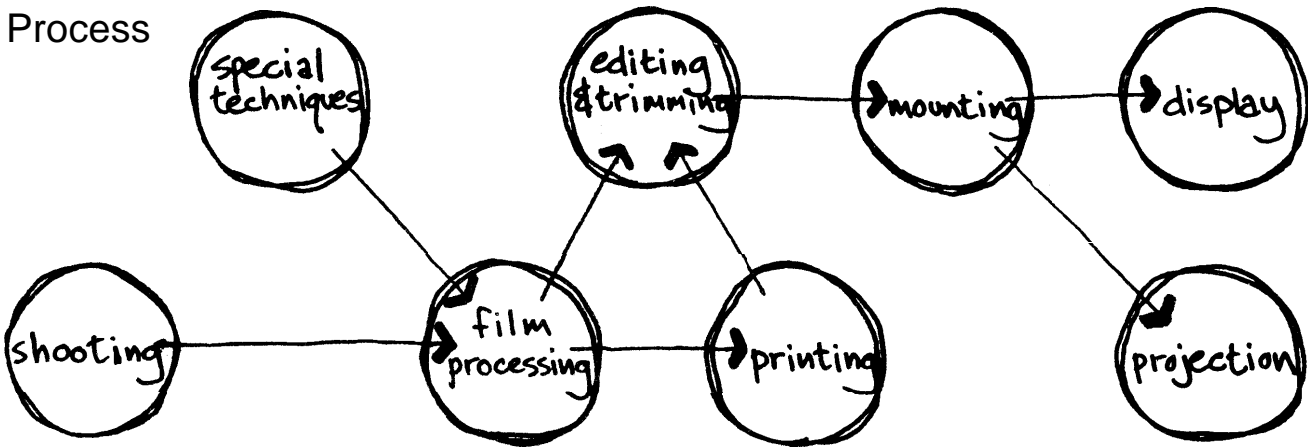 Process
special
techniques
editing
&trimming
mounting
display
shooting
film
processing
printing
projection